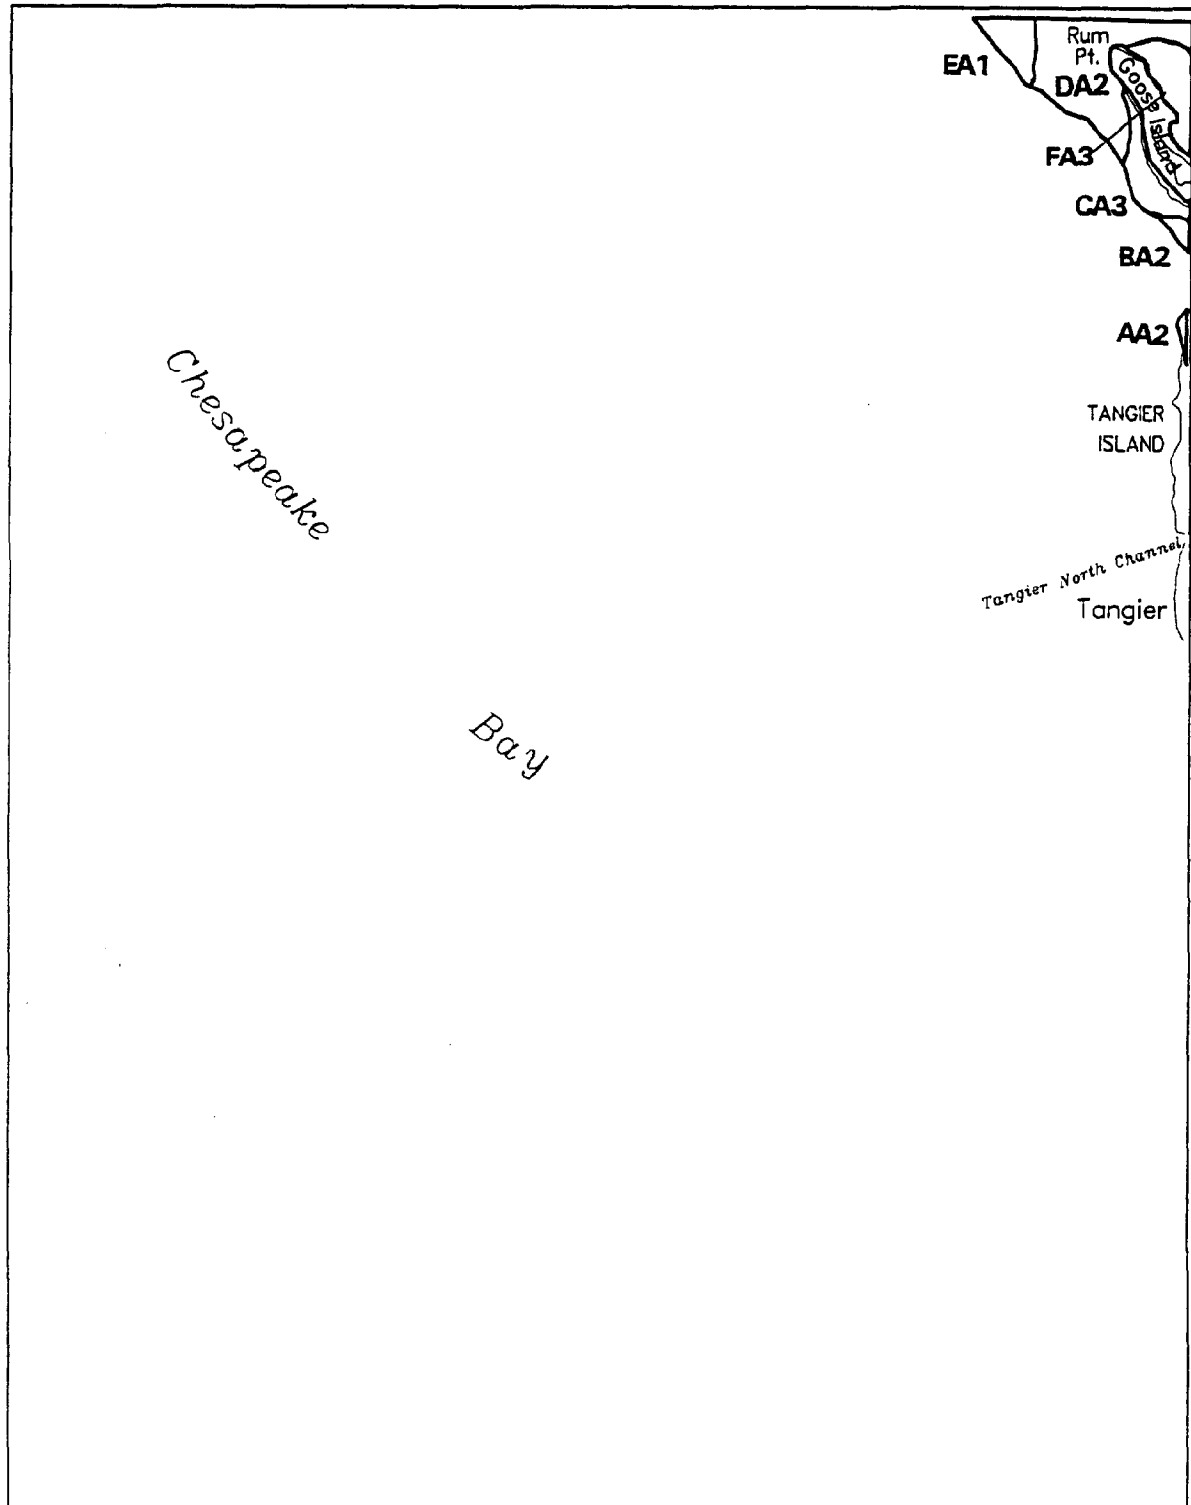 Rum
Pt.
EA1
DA2
Goose Island
FA3
CA3
BA2
AA2
Chesapeake
TANGIER
ISLAND
Tangier North Channel
Tangier
Bay